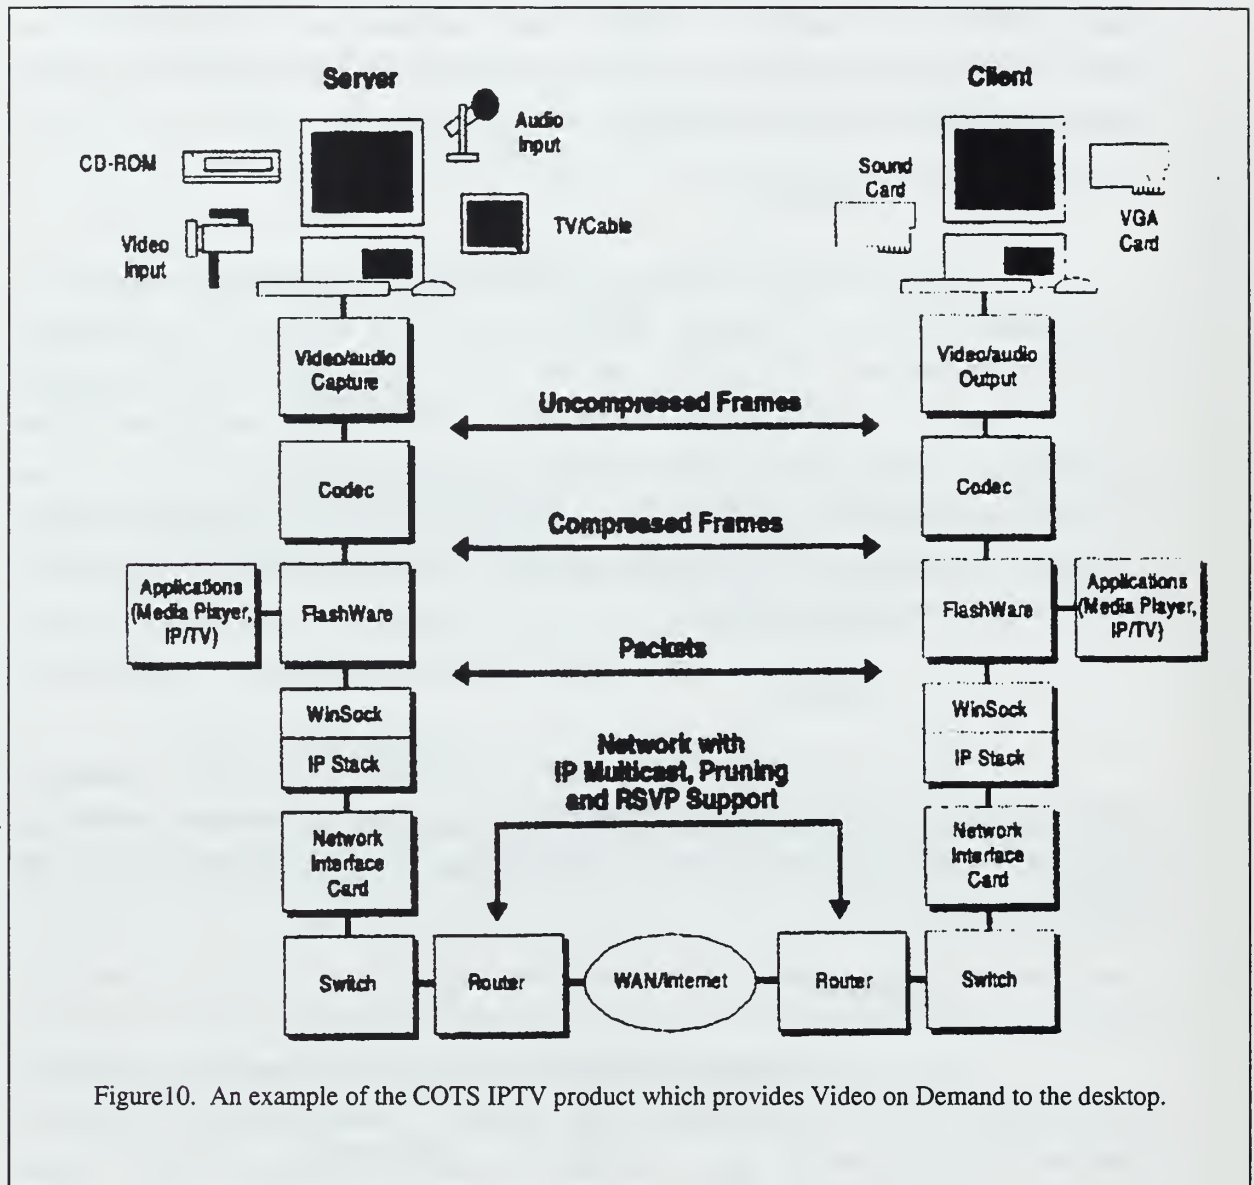 Server
Client
CD-ROM
Audio
Input
Video
Input
TV/Cable
Sound
Card
VGA
Card
Video/audio
Capture
Uncompressed Frames
Video/audio
Output
Codec
Compressed Frames
Codec
Applications
(Media Player,
IP/TV)
FlashWare
Packets
FlashWare
Applications
(Media Player,
IP/TV)
WinSock
IP Stack
Network with
IP Multicast, Pruning
and RSVP Support
WinSock
IP Stack
Network
Interface
Card
Network
Interface
Card
Switch
Router
WAN/Internet
Router
Switch
Figure10. An example of the COTS IPTV product which provides Video on Demand to the desktop.